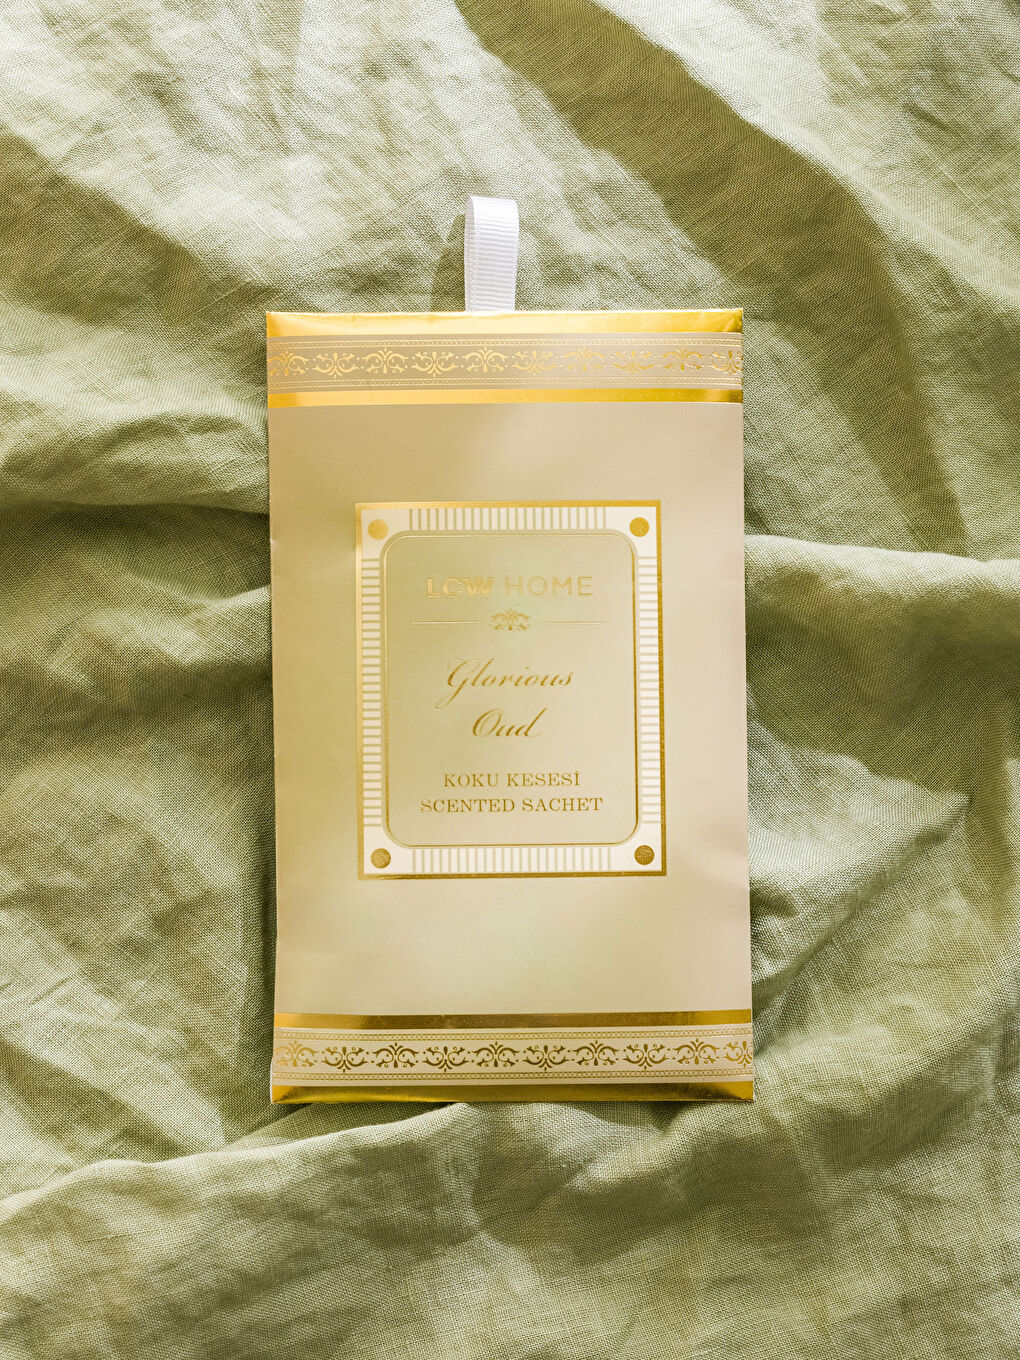 LCW HOME
Glorious
Oud
KOKU KESESİ
SCENTED SACHET